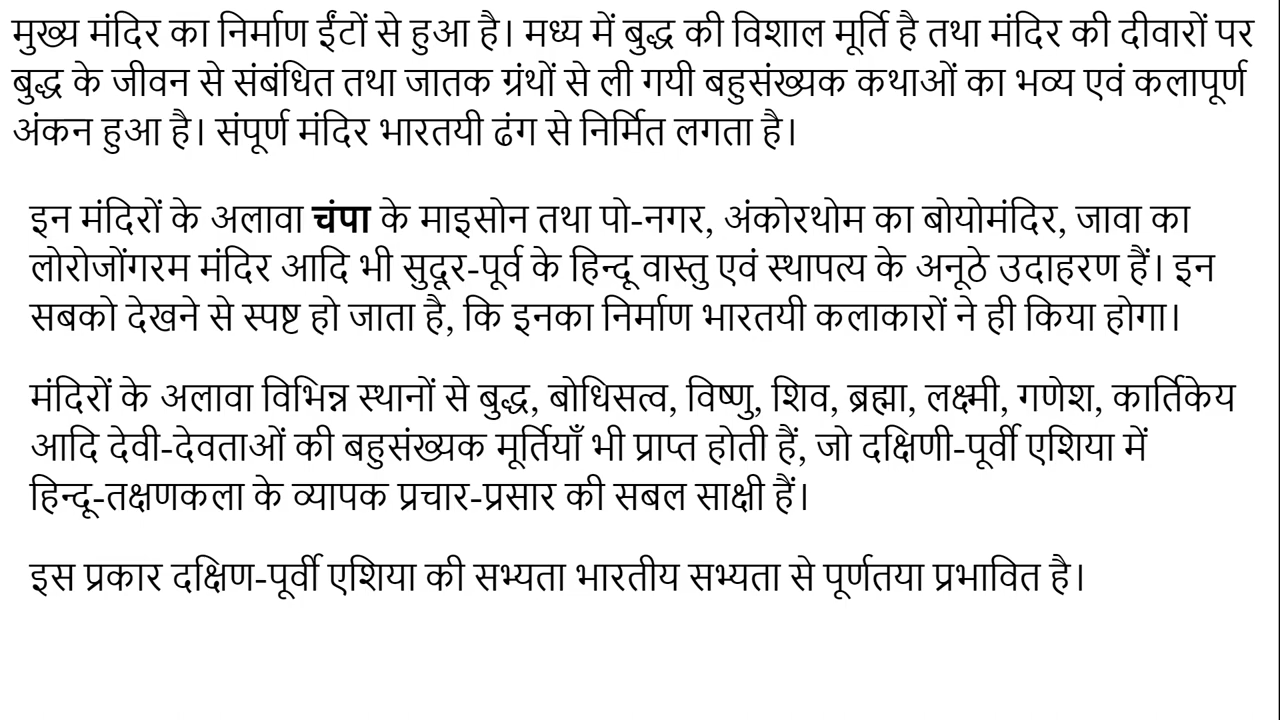 मुख्य मंदिर का निर्माण ईंटों से हुआ है। मध्य में बुद्ध की विशाल मूर्ति है तथा मंदिर की दीवारों पर
बुद्ध के जीवन से संबंधित तथा जातक ग्रंथों से ली गयी बहुसंख्यक कथाओं का भव्य एवं कलापूर्ण
अंकन हुआ है। संपूर्ण मंदिर भारतयी ढंग से निर्मित लगता है।
इन मंदिरों के अलावा चंपा के माइसोन तथा पो-नगर, अंकोरथोम का बोयोमंदिर, जावा का
लोरोजोंगरम मंदिर आदि भी सुदूर-पूर्व के हिन्दू वास्तु एवं स्थापत्य के अनूठे उदाहरण हैं। इन
सबको देखने से स्पष्ट हो जाता है, कि इनका निर्माण भारतयी कलाकारों ने ही किया होगा।
मंदिरों के अलावा विभिन्न स्थानों से बुद्ध, बोधिसत्व, विष्णु, शिव, ब्रह्मा, लक्ष्मी, गणेश, कार्तिकेय
आदि देवी-देवताओं की बहुसंख्यक मूर्तियाँ भी प्राप्त होती हैं, जो दक्षिणी-पूर्वी एशिया में
हिन्दू-तक्षणकला के व्यापक प्रचार-प्रसार की सबल साक्षी हैं।
इस प्रकार दक्षिण-पूर्वी एशिया की सभ्यता भारतीय सभ्यता से पूर्णतया प्रभावित है।